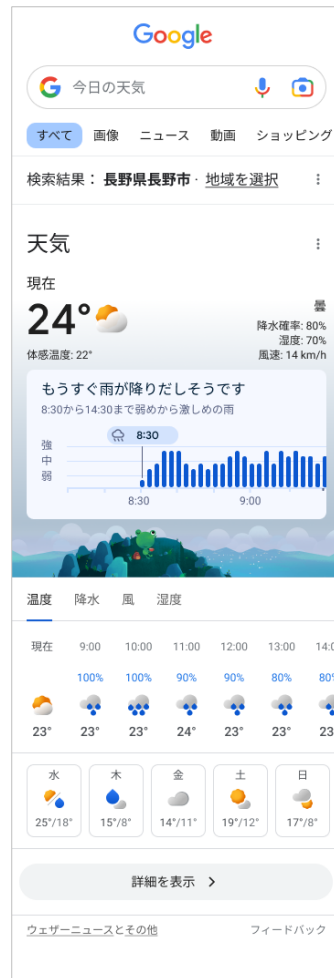 Google
今日の天気
すべて 画像 ニュース 動画 ショッピング
検索結果： 長野県長野市 · 地域を選択
天気
現在
24°
曇
降水確率: 80%
湿度: 70%
体感温度: 22° 風速: 14 km/h
もうすぐ雨が降りだしそうです
8:30から14:30まで弱めから激しめの雨
8:30
強
中
弱
8:30 9:00
温度 降水 風 湿度
現在 9:00 10:00 11:00 12:00 13:00 14:0
100% 100% 90% 90% 80% 80%
23° 23° 23° 24° 23° 23° 23
水 木 金 土 日
25°/18° 15°/8° 14°/11° 19°/12° 17°/8°
詳細を表示
ウェザーニュースとその他 フィードバック